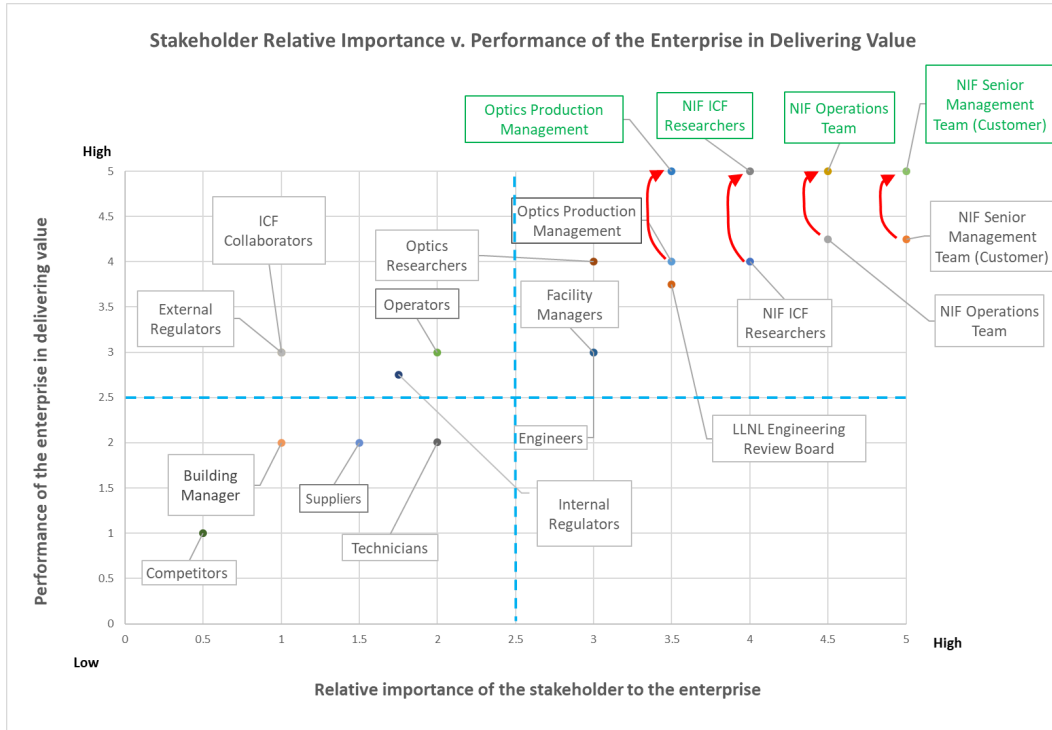 Stakeholder Relative Importance v. Performance of the Enterprise in Delivering Value
Optics Production
Management
NIF ICF
Researchers
NIF Operations
Team
NIF Senior
Management
Team (Customer)
High
Performance of the enterprise in delivering value
5
4.5
4
3.5
3
2.5
2
1.5
1
0.5
0
ICF
Collaborators
External
Regulators
Optics
Researchers
Operators
Optics Production
Management
Facility
Managers
NIF ICF
Researchers
NIF Senior
Management
Team (Customer)
NIF Operations
Team
Engineers
LLNL Engineering
Review Board
Building
Manager
Suppliers
Technicians
Internal
Regulators
Competitors
0
0.5
1
1.5
2
2.5
3
3.5
4
4.5
5
High
Low
Relative importance of the stakeholder to the enterprise